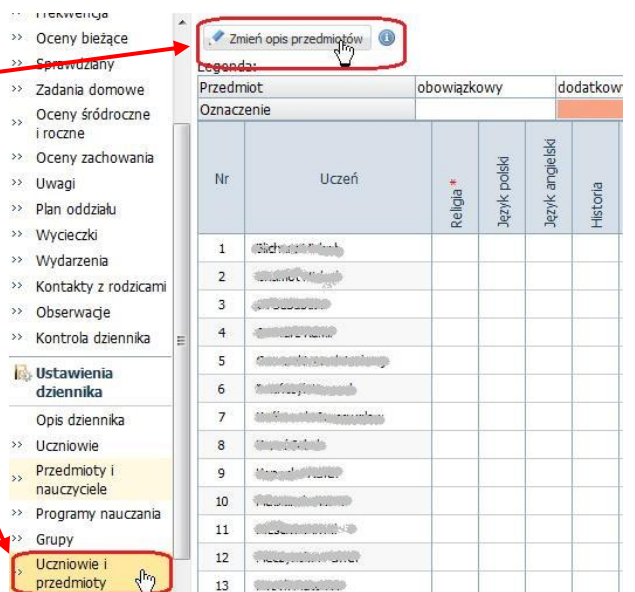 Frekwencja
Oceny bieżące
Sprawdziany
Zadania domowe
Oceny śródroczne
i roczne
Oceny zachowania
Uwagi
Plan oddziału
Wycieczki
Wydarzenia
Kontakty z rodzicami
Obserwacje
Kontrola dziennika
Ustawienia
dziennika
Opis dziennika
Uczniowie
Przedmioty i
nauczyciele
Programy nauczania
Grupy
Uczniowie i
przedmioty
Zmień opis przedmiotów
Legenda:
Przedmiot obowiązkowy dodatkow
Oznaczenie
Nr Uczeń Religia * Język polski Język angielski Historia
1
2
3
4
5
6
7
8
9
10
11
12
13